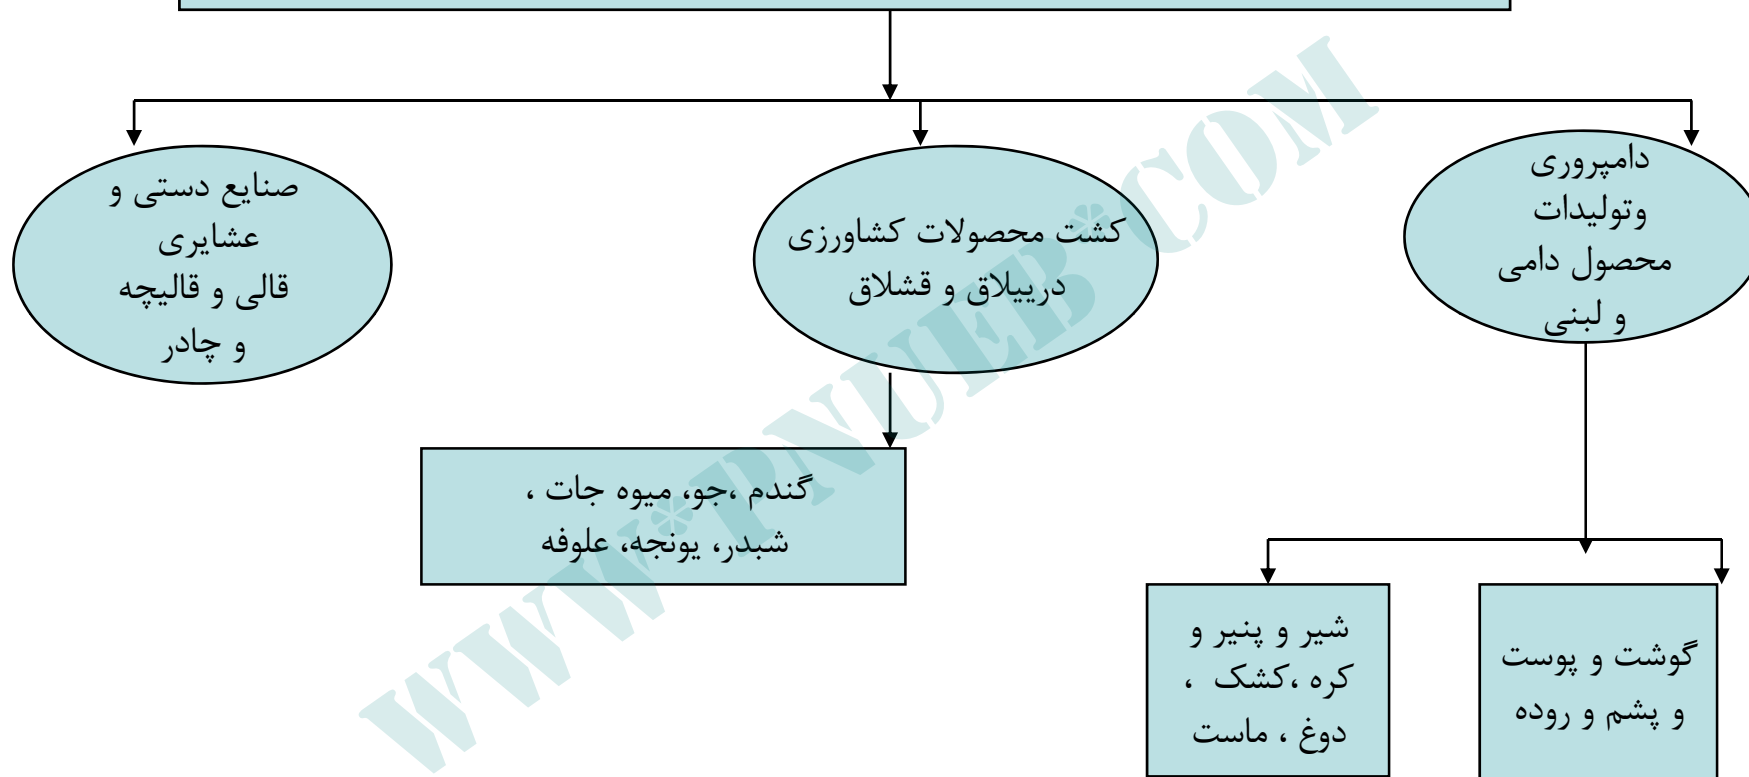 دامپروری
وتولیدات
محصول دامی
و لبنی
کشت محصولات کشاورزی
درییلاق و قشلاق
صنایع دستی و
عشایری
قالی و قالیچه
و چادر
گندم ،جو، میوه جات ،
شبدر، یونجه، علوفه
گوشت و پوست
و پشم و روده
شیر و پنیر و
کره ،کشک ،
دوغ ، ماست
WWW*PNUEB*COM